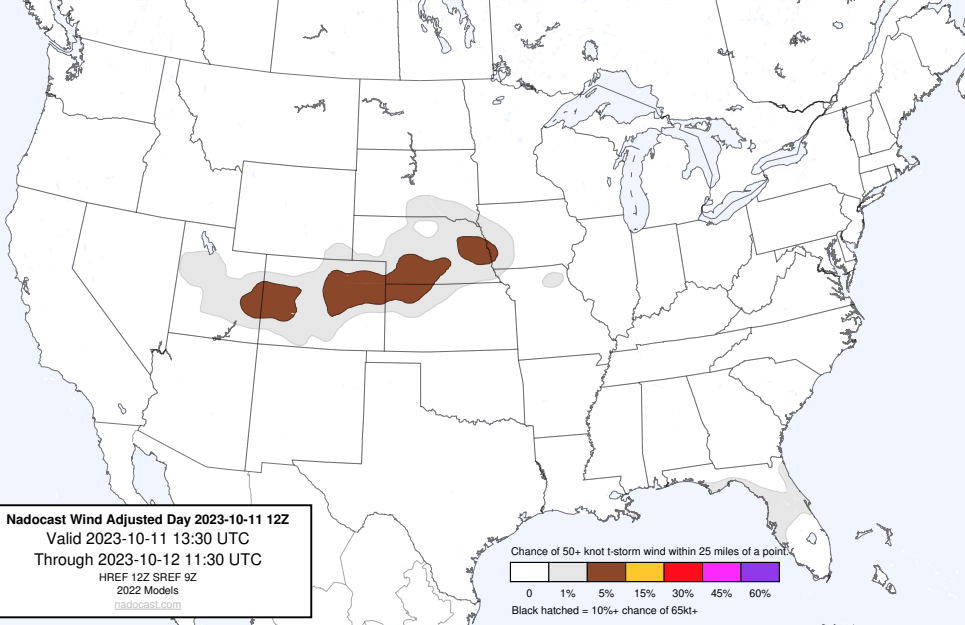 Nadocast Wind Adjusted Day 2023-10-11 12Z
Valid 2023-10-11 13:30 UTC
Through 2023-10-12 11:30 UTC
HREF 12Z SREF 9Z
2022 Models
nadocast.com
Chance of 50+ knot t-storm wind within 25 miles of a point.
0 1% 5% 15% 30% 45% 60%
Black hatched = 10%+ chance of 65kt+